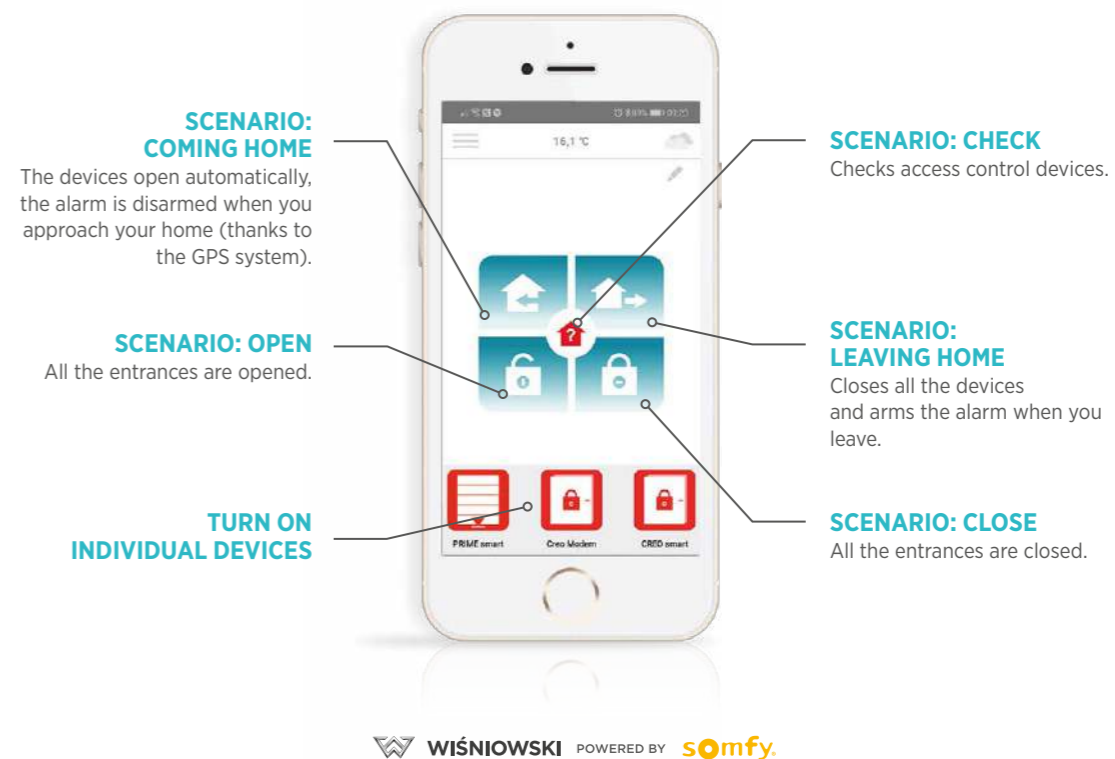 16,1 °C
SCENARIO:
COMING HOME
The devices open automatically,
the alarm is disarmed when you
approach your home (thanks to
the GPS system).
SCENARIO: CHECK
Checks access control devices.
SCENARIO: OPEN
All the entrances are opened.
SCENARIO:
LEAVING HOME
Closes all the devices
and arms the alarm when you
leave.
?
TURN ON
INDIVIDUAL DEVICES
SCENARIO: CLOSE
All the entrances are closed.
PRIME smart
Creo Modern
CREO smart
WIŚNIOWSKI POWERED BY somfy.